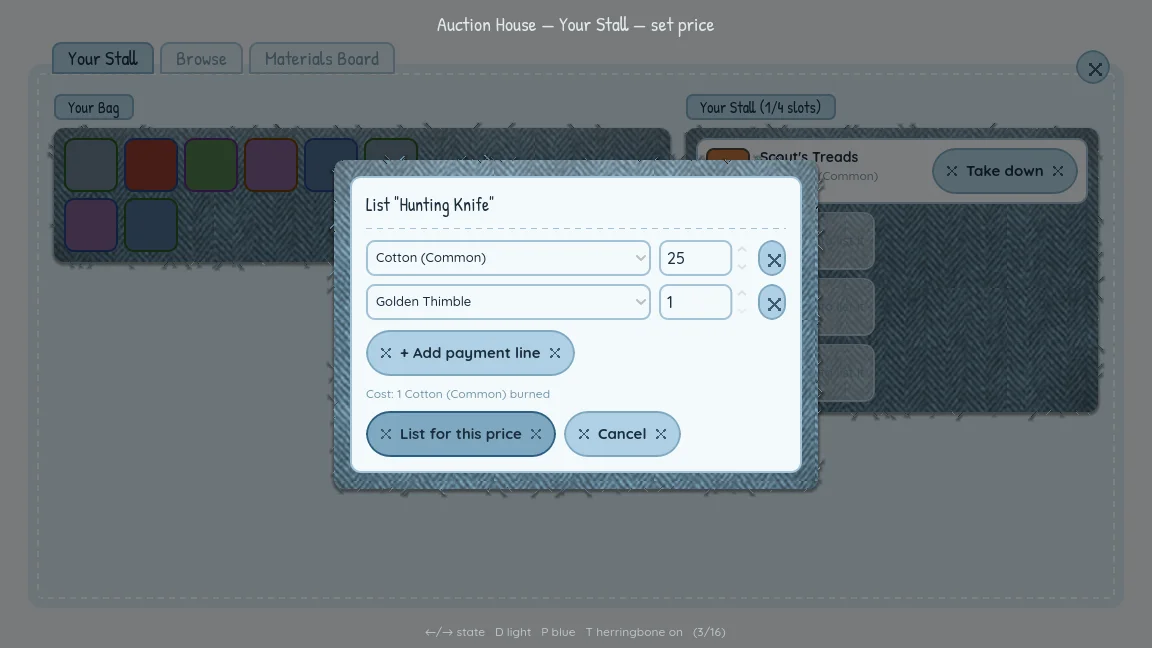 Auction House — Your Stall — set price
Your Stall
Browse
Materials Board
Your Bag
Your Stall (1/4 slots)
Scout's Treads
(Common)
Take down
List "Hunting Knife"
Cotton (Common)
25
Golden Thimble
1
+ Add payment line
Cost: 1 Cotton (Common) burned
List for this price
Cancel
←/→ state D light P blue T herringbone on (3/16)